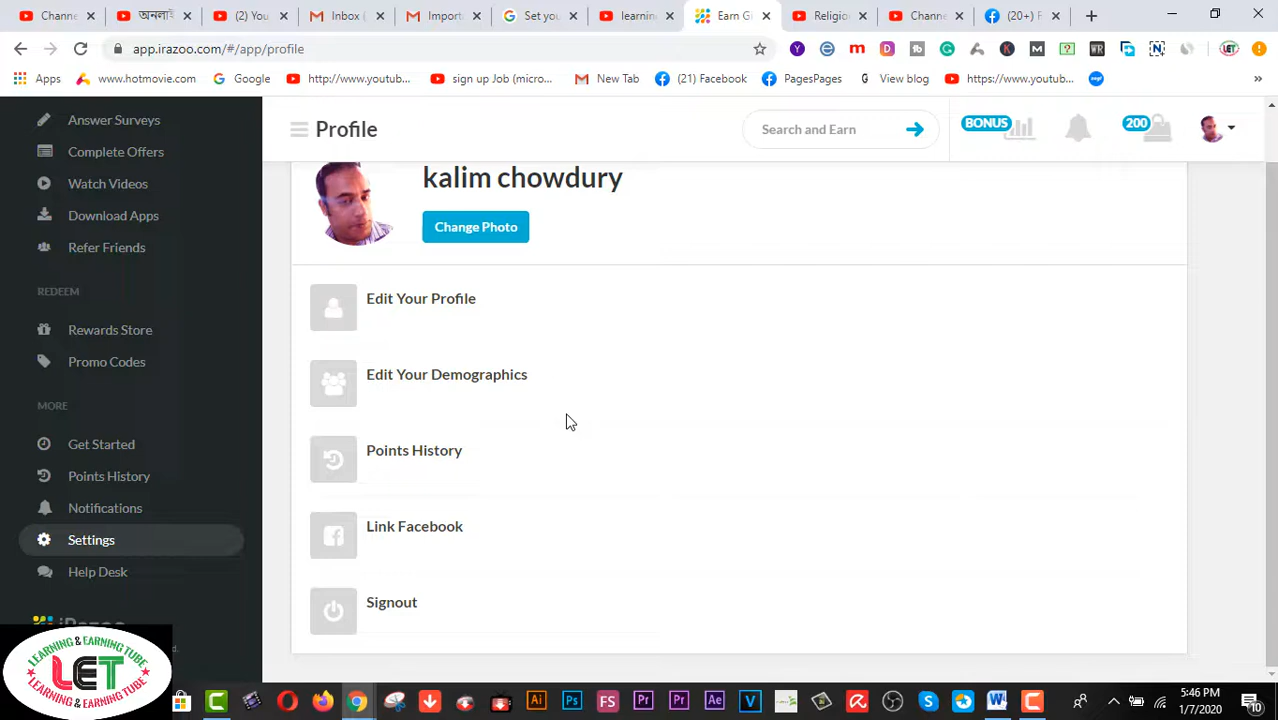 Channe
অনলাই
(2) You
Inbox (
Import
Set you
learnin
Earn Gi
Religio
Channe
(20+) F
app.irazoo.com/#/app/profile
Apps
www.hotmovie.com
Google
http://www.youtub...
sign up Job (micro...
New Tab
(21) Facebook
PagesPages
View blog
https://www.youtub...
Answer Surveys
Complete Offers
Watch Videos
Download Apps
Refer Friends
REDEEM
Rewards Store
Promo Codes
MORE
Get Started
Points History
Notifications
Settings
Help Desk
Profile
Search and Earn
BONUS
200
kalim chowdury
Change Photo
Edit Your Profile
Edit Your Demographics
Points History
Link Facebook
Signout
LEARNING & EARNING TUBE
LET
LEARNING & EARNING TUBE
5:46 PM
1/7/2020
10